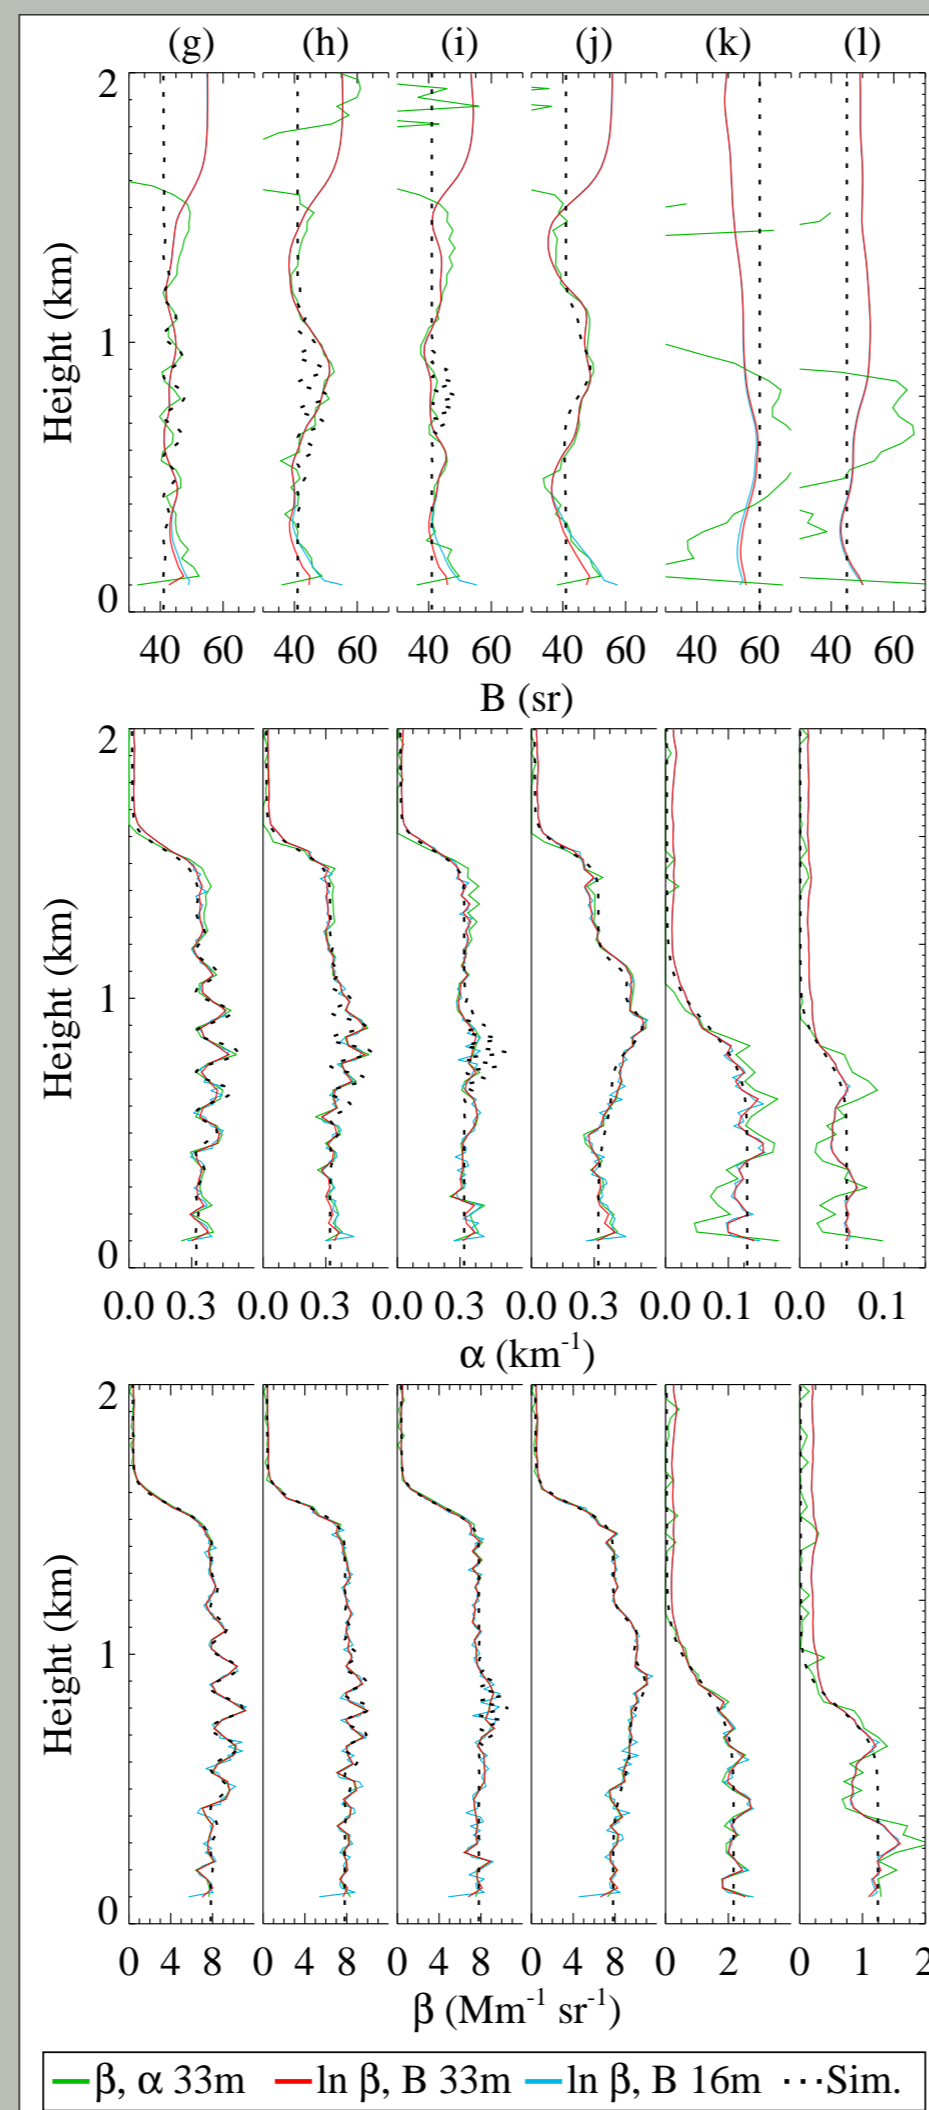 (g) (h) (i) (j) (k) (l)
2
Height (km)
1
0
40 60 40 60 40 60 40 60 40 60 40 60
B (sr)
2
Height (km)
1
0
0.0 0.3 0.0 0.3 0.0 0.3 0.0 0.3 0.0 0.1 0.0 0.1
α (km-1)
2
Height (km)
1
0
0 4 8 0 4 8 0 4 8 0 4 8 0 2 0 1 2
β (Mm-1 sr-1)
β, α 33m ln β, B 33m ln β, B 16m Sim.